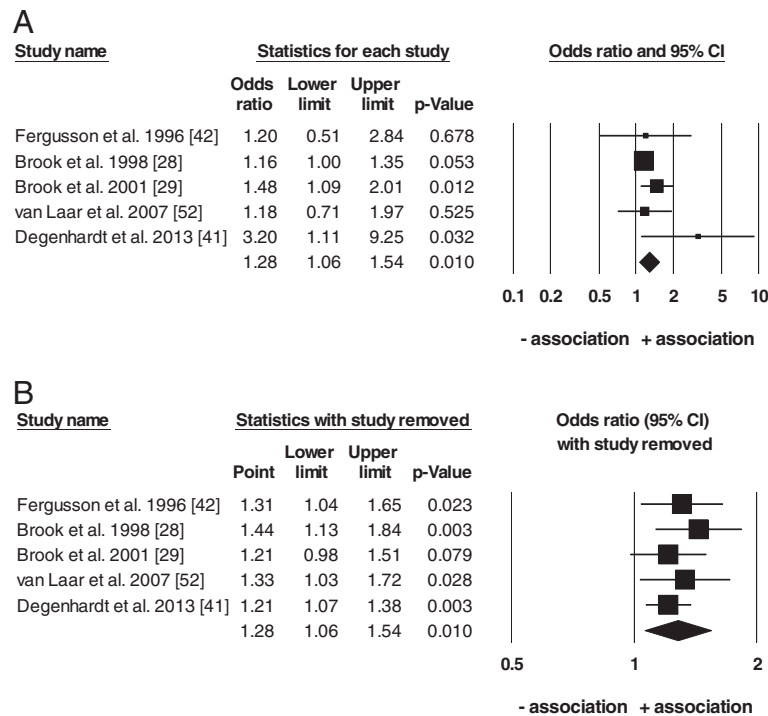 A
Study name Statistics for each study Odds ratio and 95% CI
Odds ratio Lower limit Upper limit p-Value
Fergusson et al. 1996 [42] 1.20 0.51 2.84 0.678
Brook et al. 1998 [28] 1.16 1.00 1.35 0.053
Brook et al. 2001 [29] 1.48 1.09 2.01 0.012
van Laar et al. 2007 [52] 1.18 0.71 1.97 0.525
Degenhardt et al. 2013 [41] 3.20 1.11 9.25 0.032
1.28 1.06 1.54 0.010
0.1 0.2 0.5 1 2 5 10
- association + association
B
Study name Statistics with study removed Odds ratio (95% CI) with study removed
Point Lower limit Upper limit p-Value
Fergusson et al. 1996 [42] 1.31 1.04 1.65 0.023
Brook et al. 1998 [28] 1.44 1.13 1.84 0.003
Brook et al. 2001 [29] 1.21 0.98 1.51 0.079
van Laar et al. 2007 [52] 1.33 1.03 1.72 0.028
Degenhardt et al. 2013 [41] 1.21 1.07 1.38 0.003
1.28 1.06 1.54 0.010
0.5 1 2
- association + association